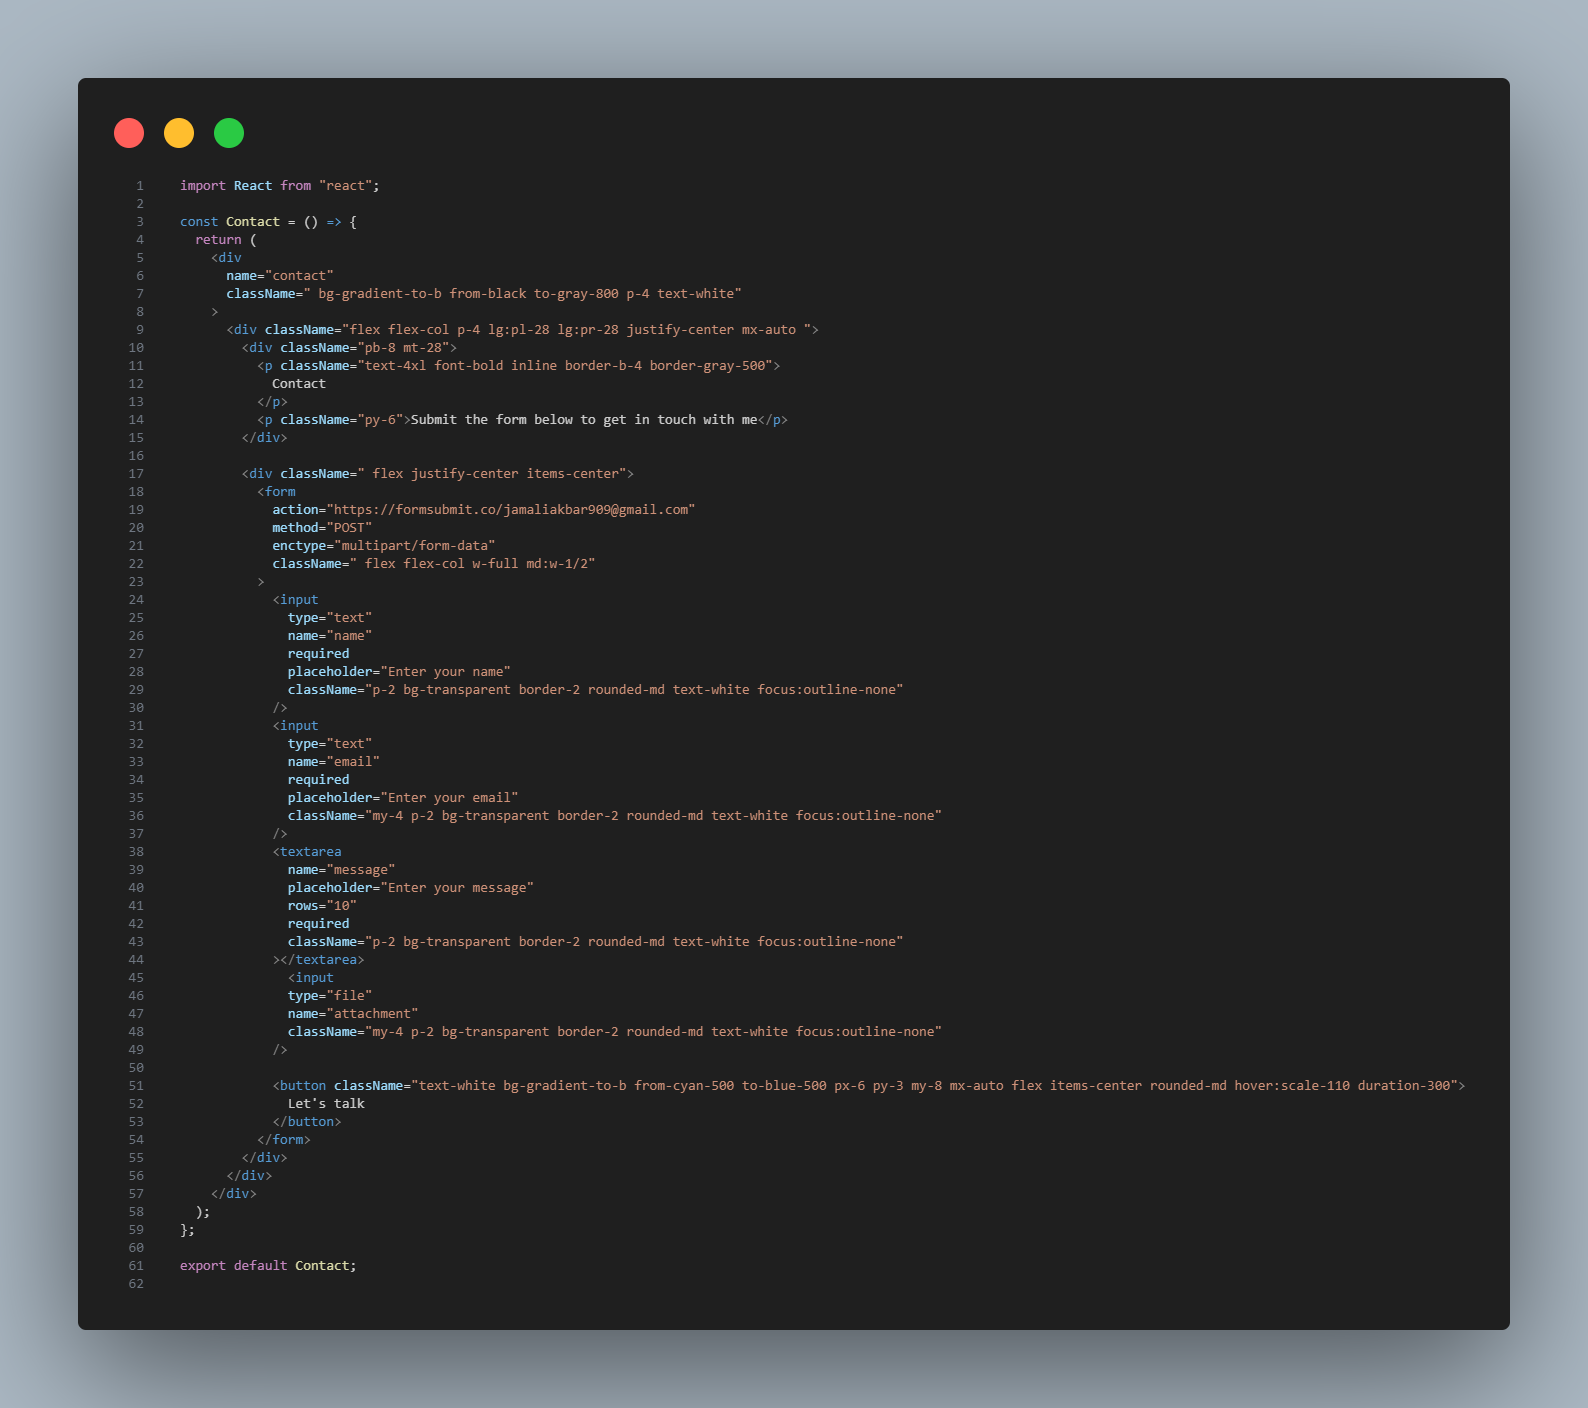 1 import React from "react";
2
3 const Contact = () => {
4 return (
5 <div
6 name="contact"
7 className=" bg-gradient-to-b from-black to-gray-800 p-4 text-white"
8 >
9 <div className="flex flex-col p-4 lg:pl-28 lg:pr-28 justify-center mx-auto ">
10 <div className="pb-8 mt-28">
11 <p className="text-4xl font-bold inline border-b-4 border-gray-500">
12 Contact
13 </p>
14 <p className="py-6">Submit the form below to get in touch with me</p>
15 </div>
16
17 <div className=" flex justify-center items-center">
18 <form
19 action="https://formsubmit.co/jamaliakbar909@gmail.com"
20 method="POST"
21 enctype="multipart/form-data"
22 className=" flex flex-col w-full md:w-1/2"
23 >
24 <input
25 type="text"
26 name="name"
27 required
28 placeholder="Enter your name"
29 className="p-2 bg-transparent border-2 rounded-md text-white focus:outline-none"
30 />
31 <input
32 type="text"
33 name="email"
34 required
35 placeholder="Enter your email"
36 className="my-4 p-2 bg-transparent border-2 rounded-md text-white focus:outline-none"
37 />
38 <textarea
39 name="message"
40 placeholder="Enter your message"
41 rows="10"
42 required
43 className="p-2 bg-transparent border-2 rounded-md text-white focus:outline-none"
44 ></textarea>
45 <input
46 type="file"
47 name="attachment"
48 className="my-4 p-2 bg-transparent border-2 rounded-md text-white focus:outline-none"
49 />
50
51 <button className="text-white bg-gradient-to-b from-cyan-500 to-blue-500 px-6 py-3 my-8 mx-auto flex items-center rounded-md hover:scale-110 duration-300">
52 Let's talk
53 </button>
54 </form>
55 </div>
56 </div>
57 </div>
58 );
59 };
60
61 export default Contact;
62